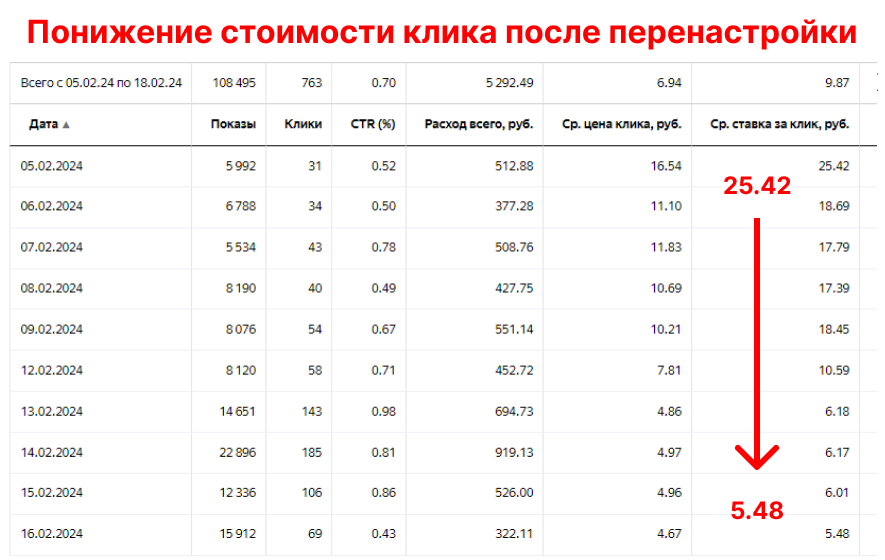 Понижение стоимости клика после перенастройки
Всего с 05.02.24 по 18.02.24 108 495 763 0.70 5 292.49 6.94 9.87
Дата ▲ Показы Клики CTR (%) Расход всего, руб. Ср. цена клика, руб. Ср. ставка за клик, руб.
05.02.2024 5 992 31 0.52 512.88 16.54 25.42
25.42
06.02.2024 6 788 34 0.50 377.28 11.10 18.69
07.02.2024 5 534 43 0.78 508.76 11.83 17.79
08.02.2024 8 190 40 0.49 427.75 10.69 17.39
09.02.2024 8 076 54 0.67 551.14 10.21 18.45
12.02.2024 8 120 58 0.71 452.72 7.81 10.59
13.02.2024 14 651 143 0.98 694.73 4.86 6.18
14.02.2024 22 896 185 0.81 919.13 4.97 6.17
15.02.2024 12 336 106 0.86 526.00 4.96 6.01
5.48
16.02.2024 15 912 69 0.43 322.11 4.67 5.48